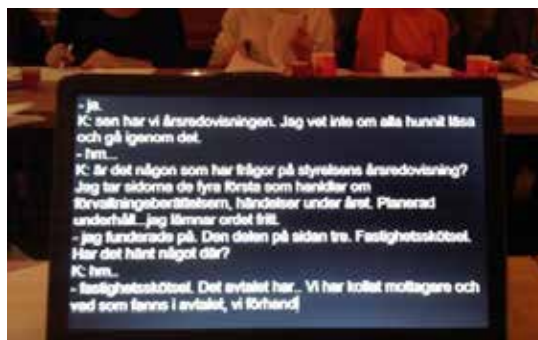 - ja.
K: sen har vi årsredovisningen. Jag vet inte om alla hunnit läsa
och gå igenom det.
- hm...
K: är det någon som har frågor på styrelsens årsredovisning?
Jag tar sidorna de fyra första som handlar om
förvaltningsberättelsern, händelser under året. Planerad
underhåll...jag lämnar ordet fritt.
- jag funderade på. Den delen på sidan tre. Fastighetsskötsel.
Har det hänt något där?
K: hm..
- fastighetsskötsel. Det avtalet har.. Vi har kollat mottagare och
vad som fanns i avtalet, vi förhand